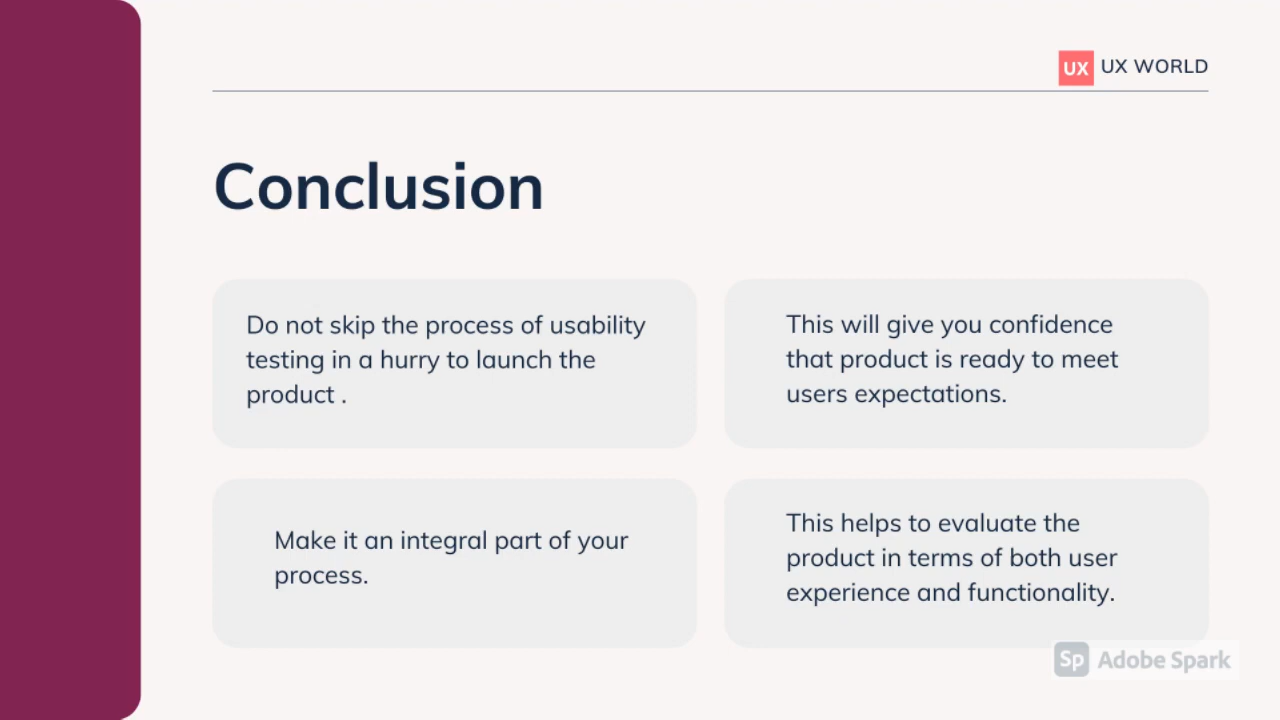 UX UX WORLD
Conclusion
Do not skip the process of usability
testing in a hurry to launch the
product .
This will give you confidence
that product is ready to meet
users expectations.
Make it an integral part of your
process.
This helps to evaluate the
product in terms of both user
experience and functionality.
Sp Adobe Spark